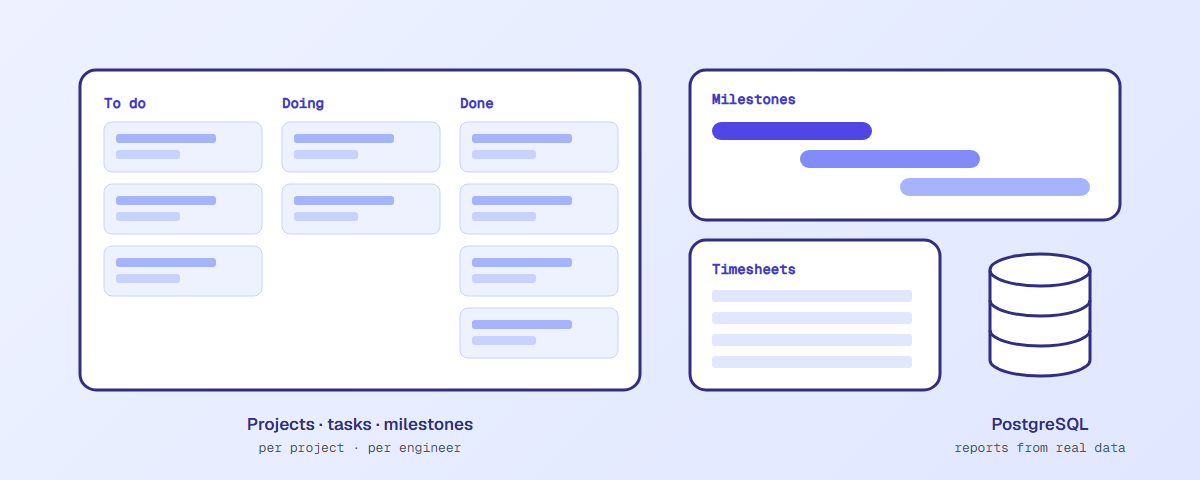 To do
Doing
Done
Milestones
Timesheets
Projects · tasks · milestones
per project · per engineer
PostgreSQL
reports from real data